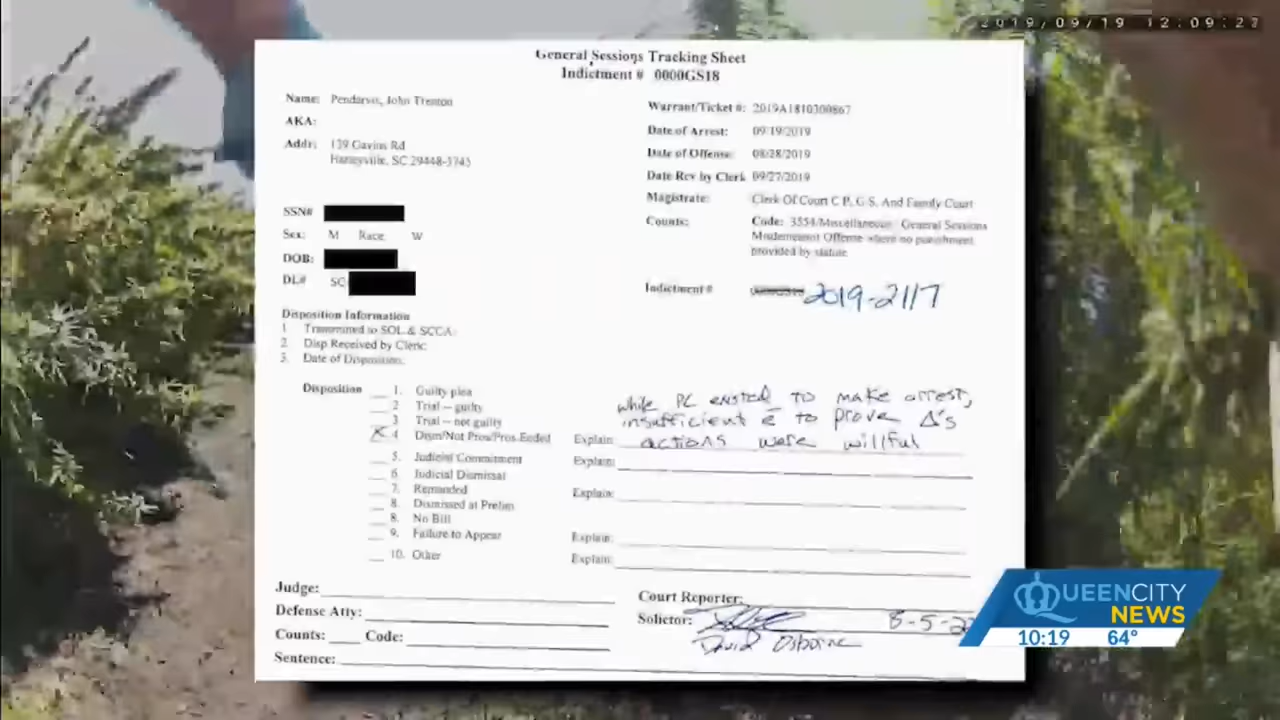 2019/09/19 12:09:27
General Sessions Tracking Sheet
Indictment # 0000GS18
Name: Pendarvis, John Trenton
AKA:
Addr: 139 Gavins Rd
Harleyville, SC 29448-3745
SSN#
Sex: M Race: W
DOB:
DL# SC
Warrant/Ticket #: 2019A1810300867
Date of Arrest: 09/19/2019
Date of Offense: 08/28/2019
Date Rcv by Clerk 09/27/2019
Magistrate: Clerk Of Court C P, G S, And Family Court
Counts: Code: 3554/Miscellaneous / General Sessions
Misdemeanor Offense where no punishment
provided by statute
Indictment # 2019-2117
Disposition Information
1. Transmitted to SOL & SCCA:
2. Disp Received by Clerk:
3. Date of Disposition:
Disposition
1. Guilty plea
2 Trial – guilty
3 Trial – not guilty
X 4 Dism/Not Pros/Pros.Ended
5. Judicial Commitment
6. Judicial Dismissal
7. Remanded
8. Dismissed at Prelim
8. No Bill
9. Failure to Appear
10. Other
while PC existed to make arrest,
insufficient e to prove Δ's
Explain: actions were willful
Explain:
Explain:
Explain:
Explain:
Judge:
Defense Atty:
Counts: Code:
Sentence:
Court Reporter:
Solicitor: 8-5-2
David Osborne
QUEEN CITY
NEWS
10:19 64°